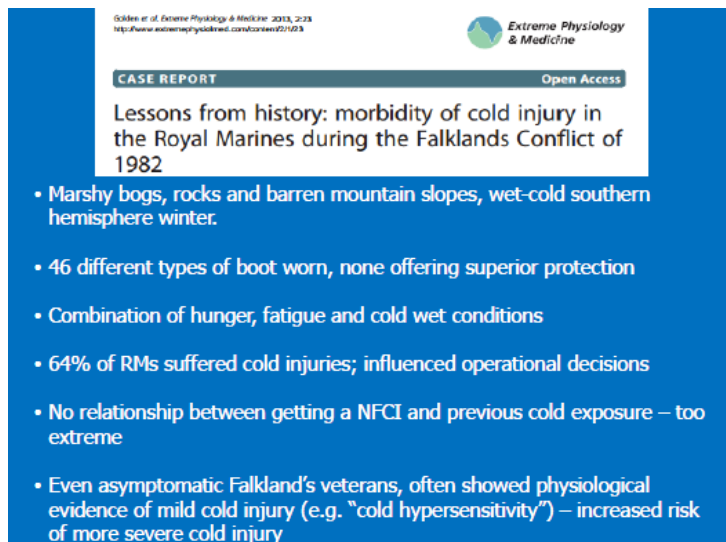 Golden et al. Extreme Physiology & Medicine 2013, 2:23
http://www.extremephysiolmed.com/content/2/1/23
Extreme Physiology
& Medicine
CASE REPORT
Open Access
Lessons from history: morbidity of cold injury in
the Royal Marines during the Falklands Conflict of
1982
• Marshy bogs, rocks and barren mountain slopes, wet-cold southern
hemisphere winter.
• 46 different types of boot worn, none offering superior protection
• Combination of hunger, fatigue and cold wet conditions
• 64% of RMs suffered cold injuries; influenced operational decisions
• No relationship between getting a NFCI and previous cold exposure – too
extreme
• Even asymptomatic Falkland’s veterans, often showed physiological
evidence of mild cold injury (e.g. “cold hypersensitivity”) – increased risk
of more severe cold injury